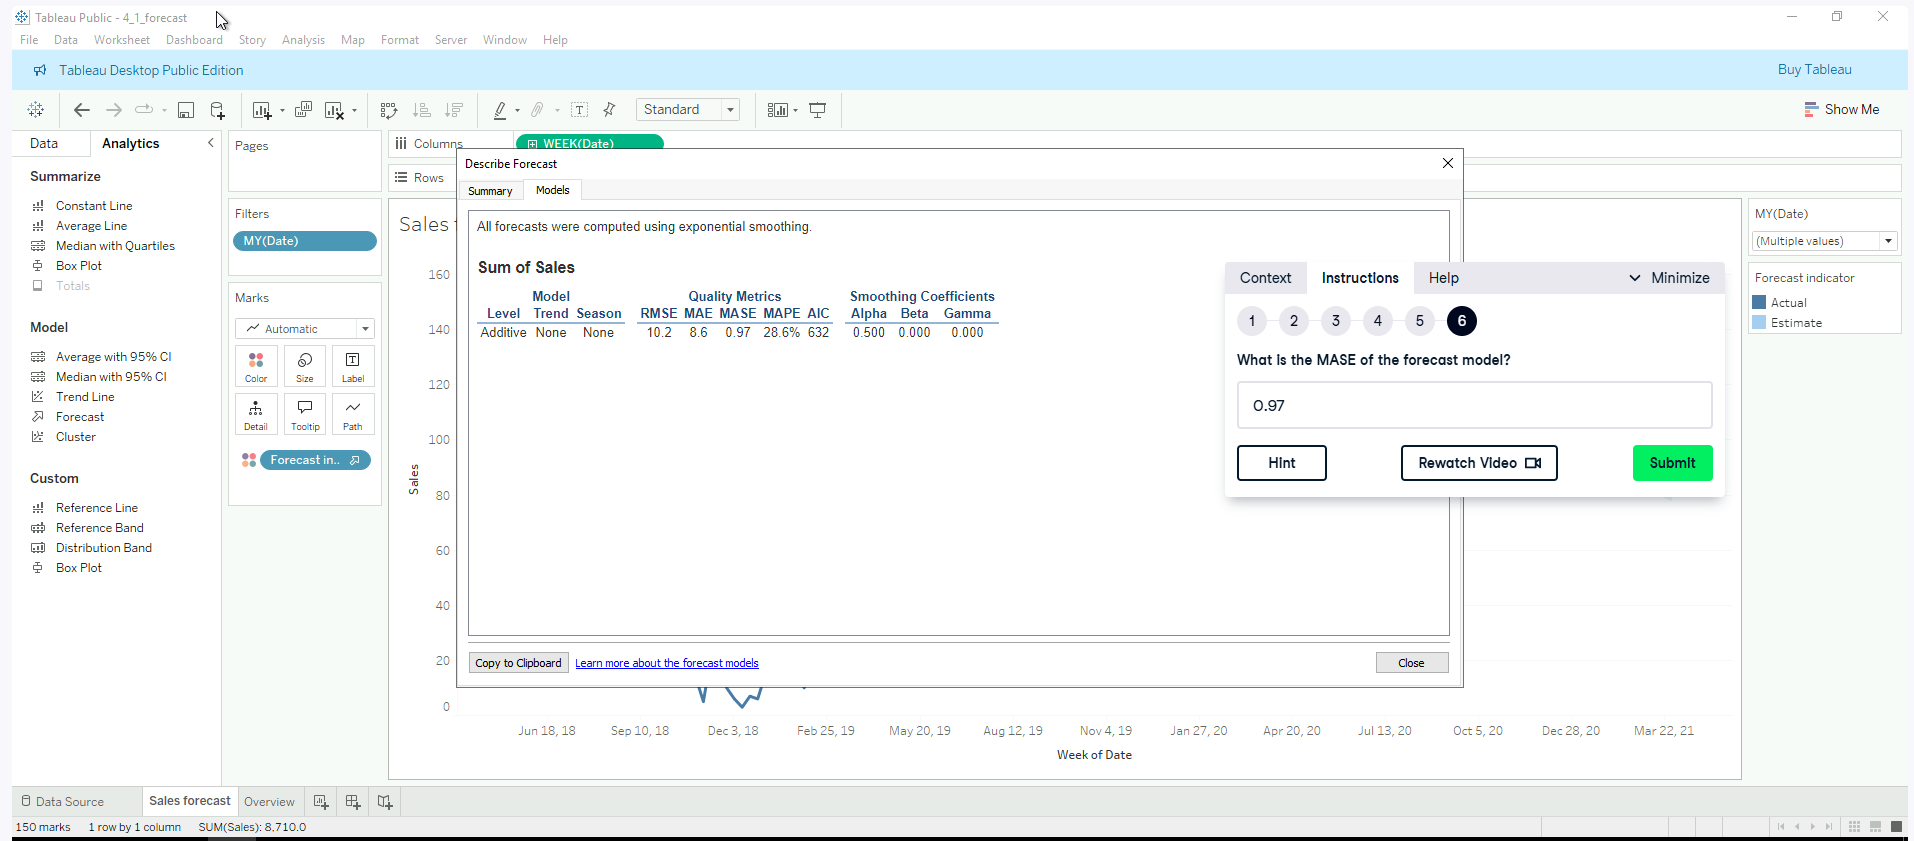 Tableau Public - 4_1_forecast
File Data Worksheet Dashboard Story Analysis Map Format Server Window Help
Tableau Desktop Public Edition
Buy Tableau
Standard
Show Me
Data
Analytics
Summarize
Constant Line
Average Line
Median with Quartiles
Box Plot
Totals
Model
Average with 95% CI
Median with 95% CI
Trend Line
Forecast
Cluster
Custom
Reference Line
Reference Band
Distribution Band
Box Plot
Pages
Filters
MY(Date)
Marks
Automatic
Color Size Label
Detail Tooltip Path
Forecast in..
Columns
WEEK(Date)
Rows
Sales
160
140
120
100
80
60
40
20
0
Sales
Jun 18, 18 Sep 10, 18 Dec 3, 18 Feb 25, 19 May 20, 19 Aug 12, 19 Nov 4, 19 Jan 27, 20 Apr 20, 20 Jul 13, 20 Oct 5, 20 Dec 28, 20 Mar 22, 21
Week of Date
Describe Forecast
Summary Models
All forecasts were computed using exponential smoothing.
Sum of Sales
Model Quality Metrics Smoothing Coefficients
Level Trend Season RMSE MAE MASE MAPE AIC Alpha Beta Gamma
Additive None None 10.2 8.6 0.97 28.6% 632 0.500 0.000 0.000
Copy to Clipboard
Learn more about the forecast models
Close
Context Instructions Help Minimize
1 2 3 4 5 6
What is the MASE of the forecast model?
0.97
Hint
Rewatch Video
Submit
MY(Date)
(Multiple values)
Forecast indicator
Actual
Estimate
Data Source
Sales forecast
Overview
150 marks 1 row by 1 column SUM(Sales): 8,710.0